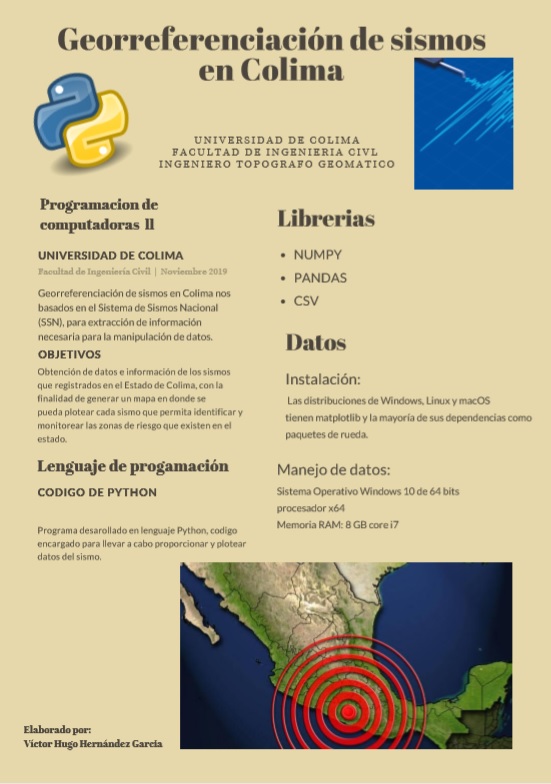 Georreferenciación de sismos
en Colima
UNIVERSIDAD DE COLIMA
FACULTAD DE INGENIERIA CIVL
INGENIERO TOPOGRAFO GEOMATICO
Programacion de
computadoras ll
UNIVERSIDAD DE COLIMA
Facultad de Ingeniería Civil | Noviembre 2019
Georreferenciación de sismos en Colima nos
basados en el Sistema de Sismos Nacional
(SSN), para extracción de información
necesaria para la manipulación de datos.
OBJETIVOS
Obtención de datos e información de los sismos
que registrados en el Estado de Colima, con la
finalidad de generar un mapa en donde se
pueda plotear cada sismo que permita identificar y
monitorear las zonas de riesgo que existen en el
estado.
Lenguaje de progamación
CODIGO DE PYTHON
Programa desarollado en lenguaje Python, codigo
encargado para llevar a cabo proporcionar y plotear
datos del sismo.
Librerias
• NUMPY
• PANDAS
• CSV
Datos
Instalación:
Las distribuciones de Windows, Linux y macOS
tienen matplotlib y la mayoría de sus dependencias como
paquetes de rueda.
Manejo de datos:
Sistema Operativo Windows 10 de 64 bits
procesador x64
Memoria RAM: 8 GB core i7
Elaborado por:
Víctor Hugo Hernández García